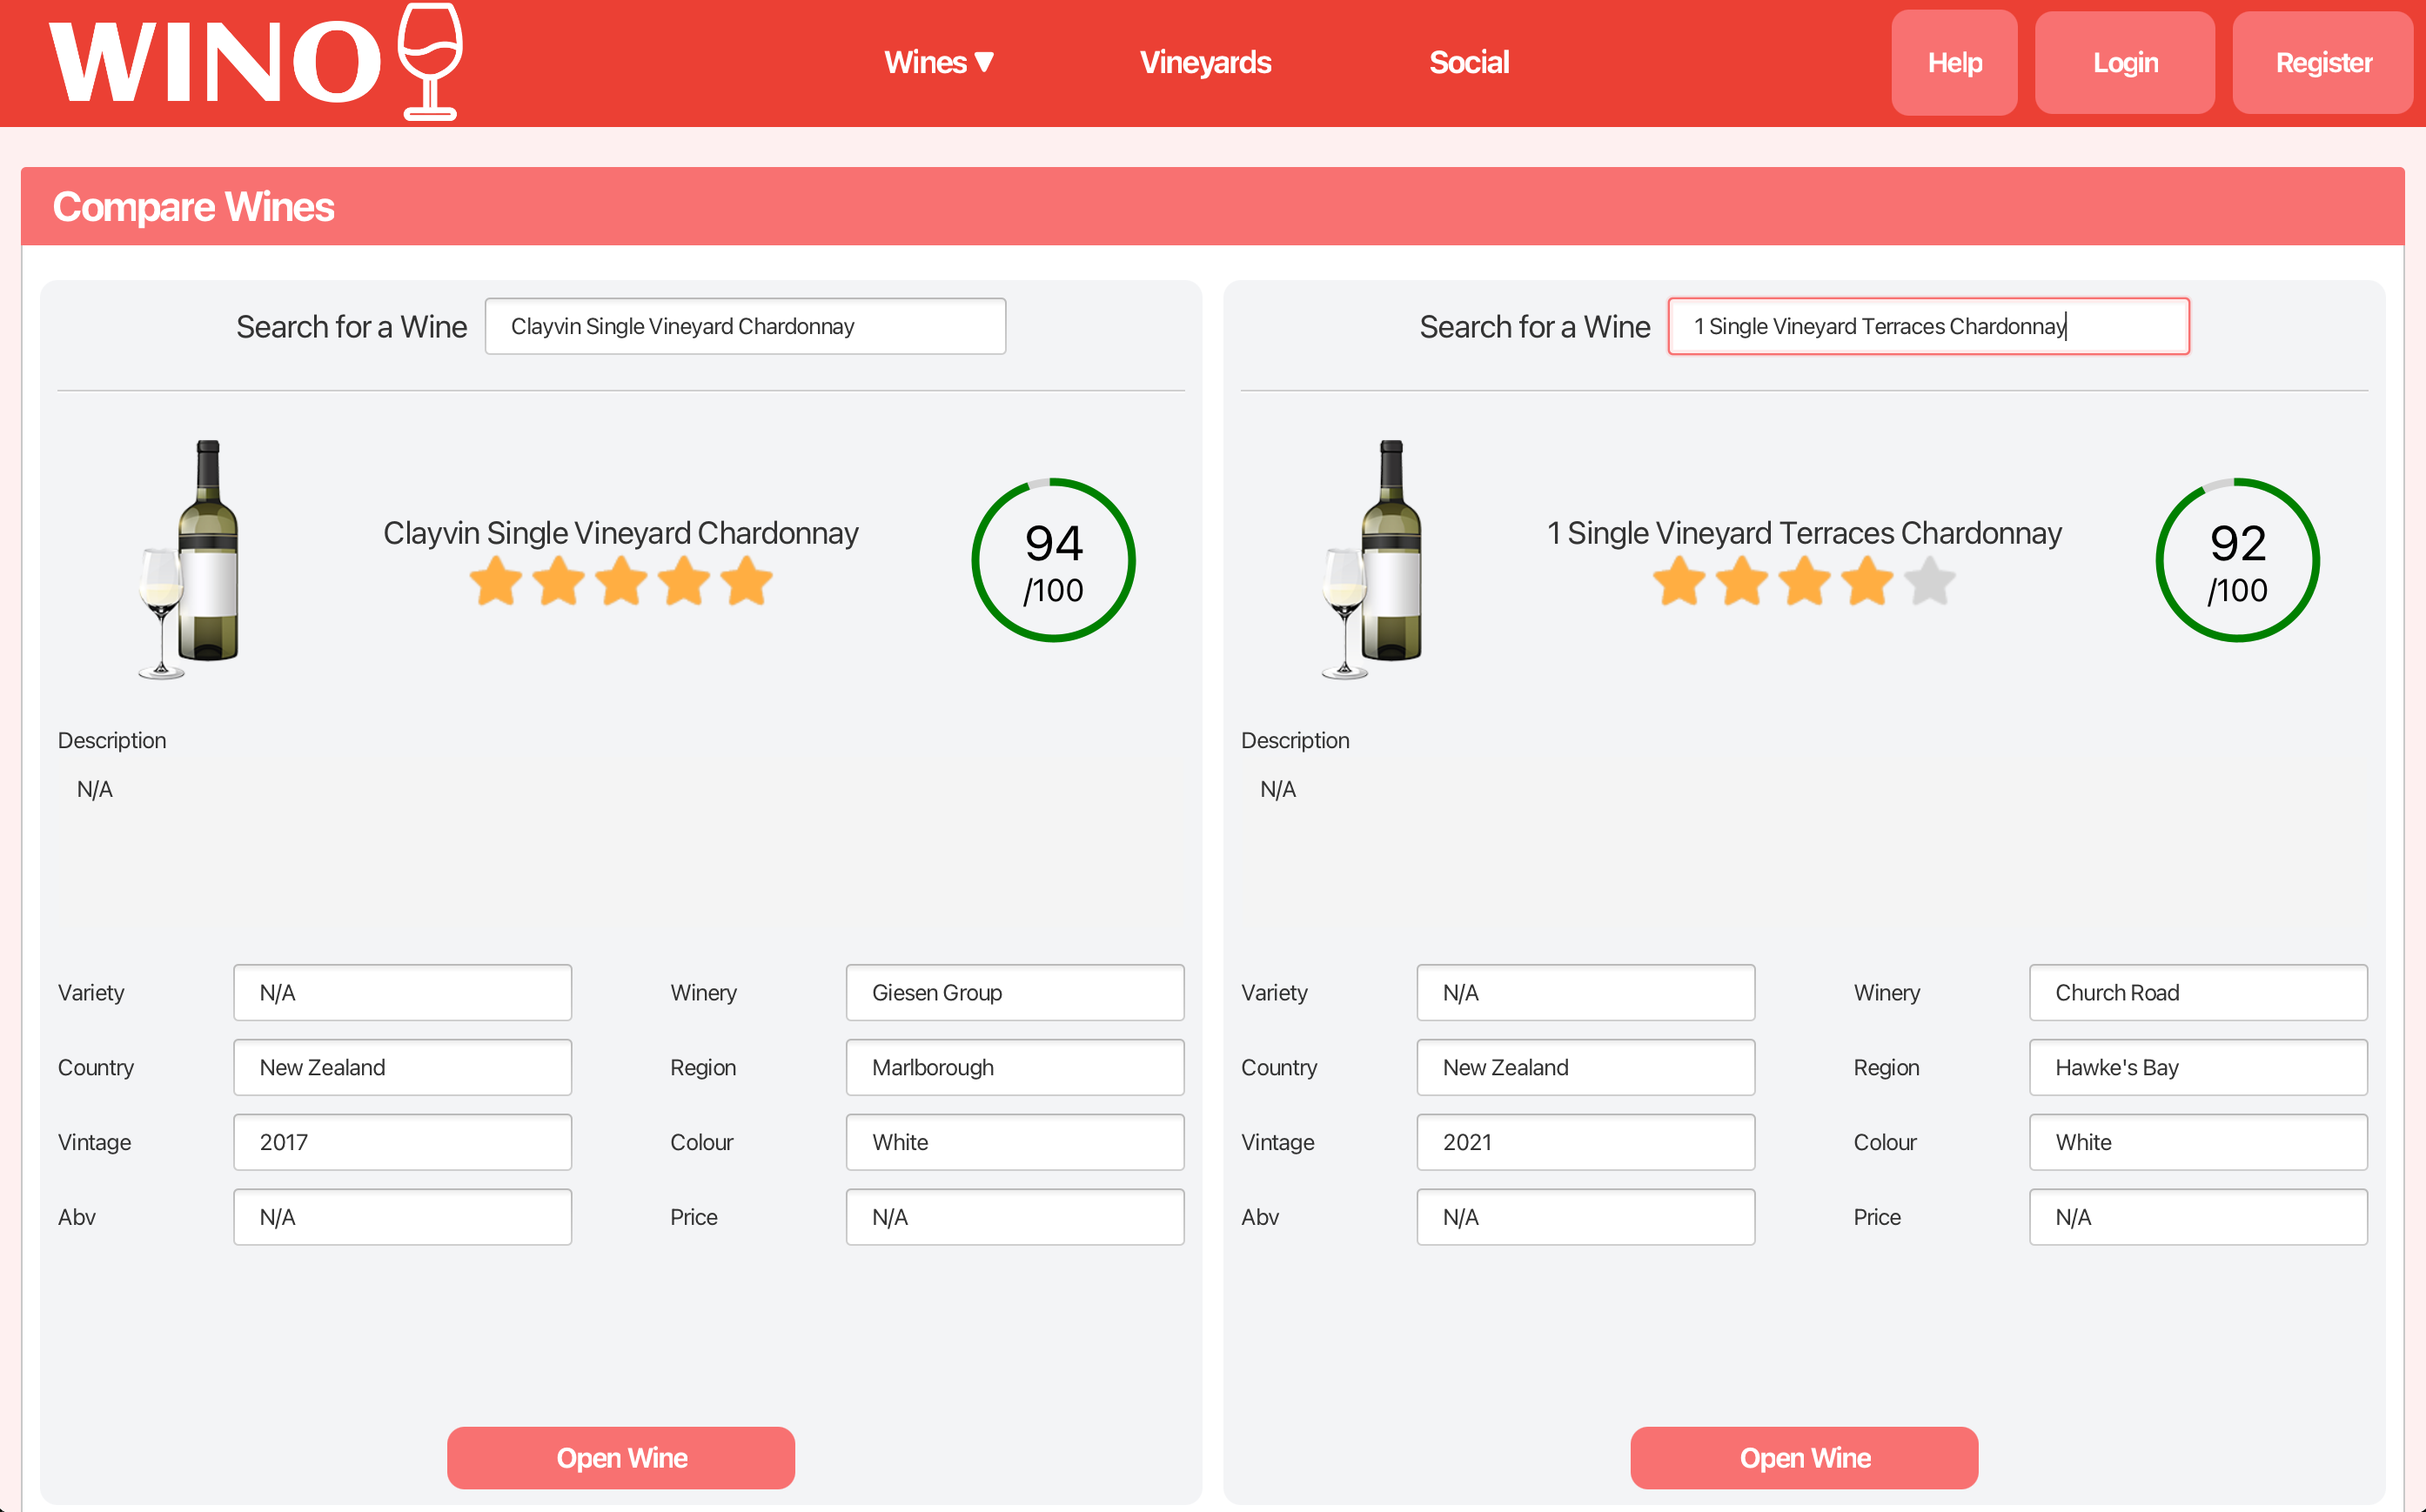 WINO
Wines ▼
Vineyards
Social
Help
Login
Register
Compare Wines
Search for a Wine
Clayvin Single Vineyard Chardonnay
Clayvin Single Vineyard Chardonnay
94
/100
Description
N/A
Variety
N/A
Winery
Giesen Group
Country
New Zealand
Region
Marlborough
Vintage
2017
Colour
White
Abv
N/A
Price
N/A
Open Wine
Search for a Wine
1 Single Vineyard Terraces Chardonnay
1 Single Vineyard Terraces Chardonnay
92
/100
Description
N/A
Variety
N/A
Winery
Church Road
Country
New Zealand
Region
Hawke's Bay
Vintage
2021
Colour
White
Abv
N/A
Price
N/A
Open Wine